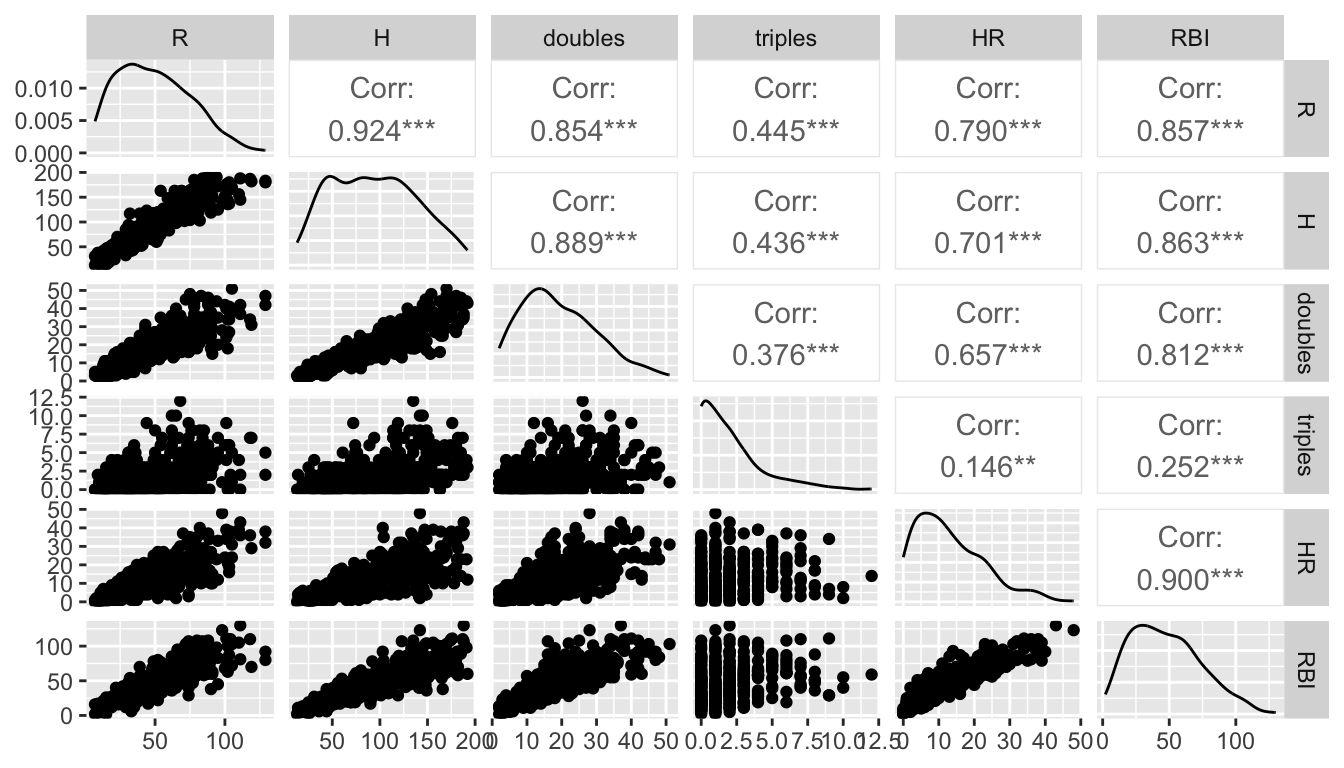 R H doubles triples HR RBI
0.010
0.005
0.000
Corr:
0.924***
Corr:
0.854***
Corr:
0.445***
Corr:
0.790***
Corr:
0.857***
R
200
150
100
50
Corr:
0.889***
Corr:
0.436***
Corr:
0.701***
Corr:
0.863***
H
50
40
30
20
10
0
Corr:
0.376***
Corr:
0.657***
Corr:
0.812***
doubles
12.5
10.0
7.5
5.0
2.5
0.0
Corr:
0.146**
Corr:
0.252***
triples
50
40
30
20
10
0
Corr:
0.900***
HR
100
50
0
RBI
50 100
50 100 150 200
0 10 20 30 40 50
0.0 2.5 5.0 7.5 10.0 12.5
0 10 20 30 40 50
0 50 100